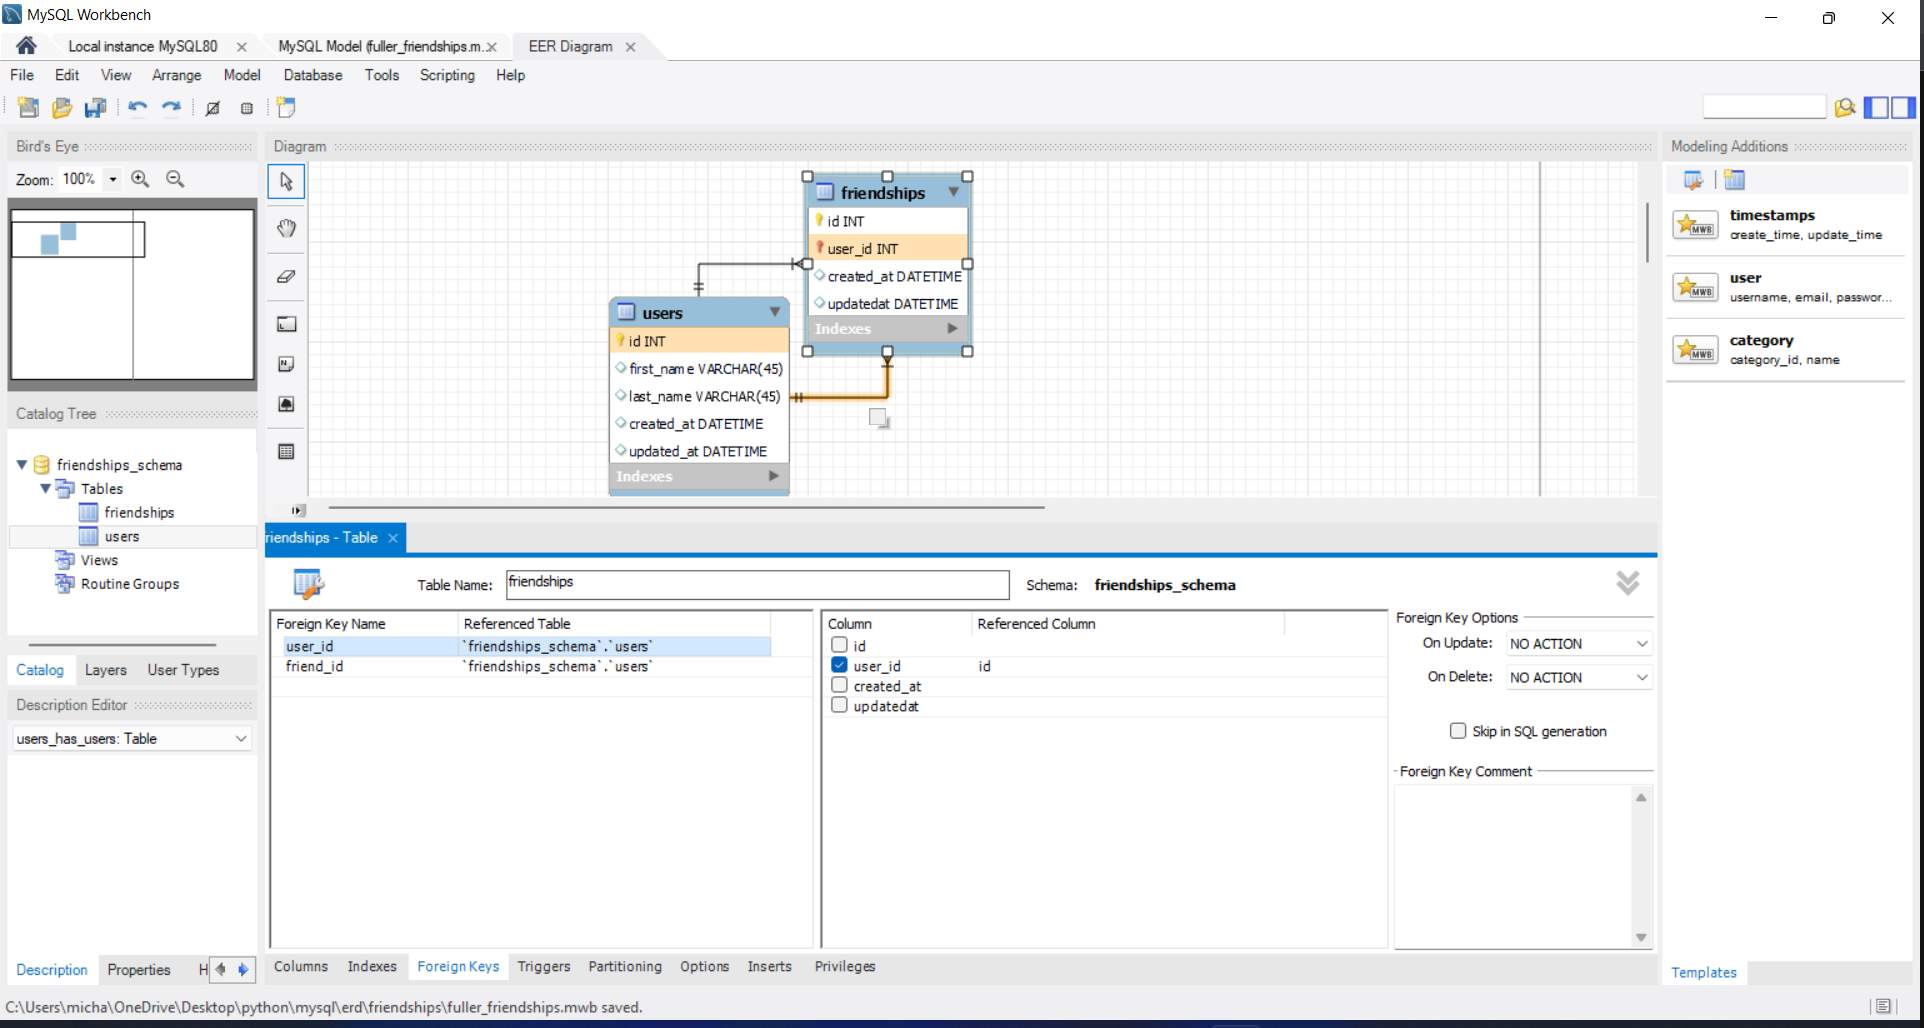 MySQL Workbench
Local instance MySQL80
MySQL Model (fuller_friendships.m..
EER Diagram
File Edit View Arrange Model Database Tools Scripting Help
Bird's Eye
Diagram
Modeling Additions
Zoom: 100%
timestamps
create_time, update_time
user
username, email, passwor...
category
category_id, name
friendships
id INT
user_id INT
created_at DATETIME
updatedat DATETIME
Indexes
users
id INT
first_name VARCHAR(45)
last_name VARCHAR(45)
created_at DATETIME
updated_at DATETIME
Indexes
Catalog Tree
friendships_schema
Tables
friendships
users
Views
Routine Groups
Catalog Layers User Types
Description Editor
users_has_users: Table
Description Properties H
riendships - Table
Table Name: friendships Schema: friendships_schema
Foreign Key Name Referenced Table
user_id `friendships_schema`.`users`
friend_id `friendships_schema`.`users`
Column Referenced Column
id
user_id id
created_at
updatedat
Foreign Key Options
On Update: NO ACTION
On Delete: NO ACTION
Skip in SQL generation
Foreign Key Comment
Columns Indexes Foreign Keys Triggers Partitioning Options Inserts Privileges
Templates
C:\Users\micha\OneDrive\Desktop\python\mysql\erd\friendships\fuller_friendships.mwb saved.